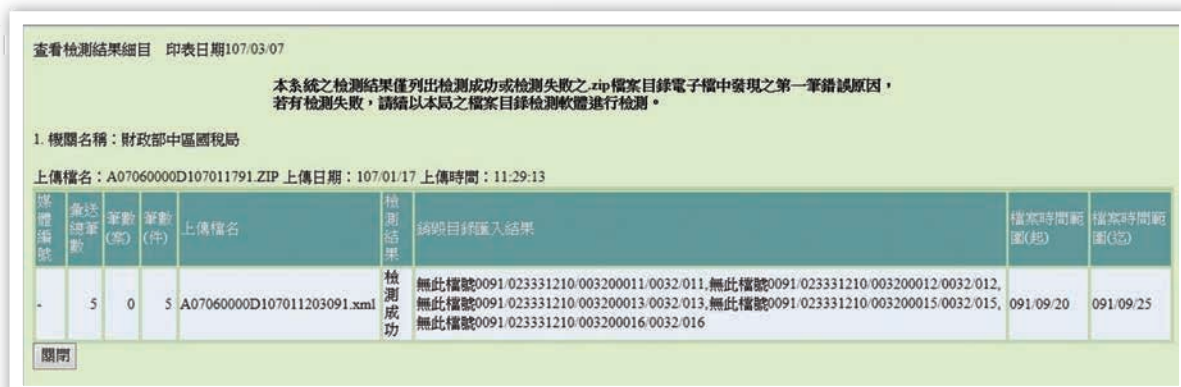 查看檢測結果細目 印表日期107/03/07
本系統之檢測結果僅列出檢測成功或檢測失敗之.zip檔案目錄電子檔中發現之第一筆錯誤原因，
若有檢測失敗，請續以本局之檔案目錄檢測軟體進行檢測。
1. 機關名稱：財政部中區國稅局
上傳檔名：A07060000D107011791.ZIP 上傳日期：107/01/17 上傳時間：11:29:13
媒體編號 彙送總筆數 筆數(案) 筆數(件) 上傳檔名 檢測結果 銷毀目錄匯入結果 檔案時間範圍(起) 檔案時間範圍(迄)
- 5 0 5 A07060000D107011203091.xml 檢測成功 無此檔號0091/023331210/003200011/0032/011,無此檔號0091/023331210/003200012/0032/012,
無此檔號0091/023331210/003200013/0032/013,無此檔號0091/023331210/003200015/0032/015, 091/09/20 091/09/25
無此檔號0091/023331210/003200016/0032/016
關閉